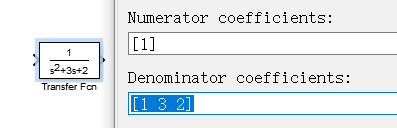 1
s²+3s+2
Transfer Fcn
Numerator coefficients:
[1]
Denominator coefficients:
[1 3 2]